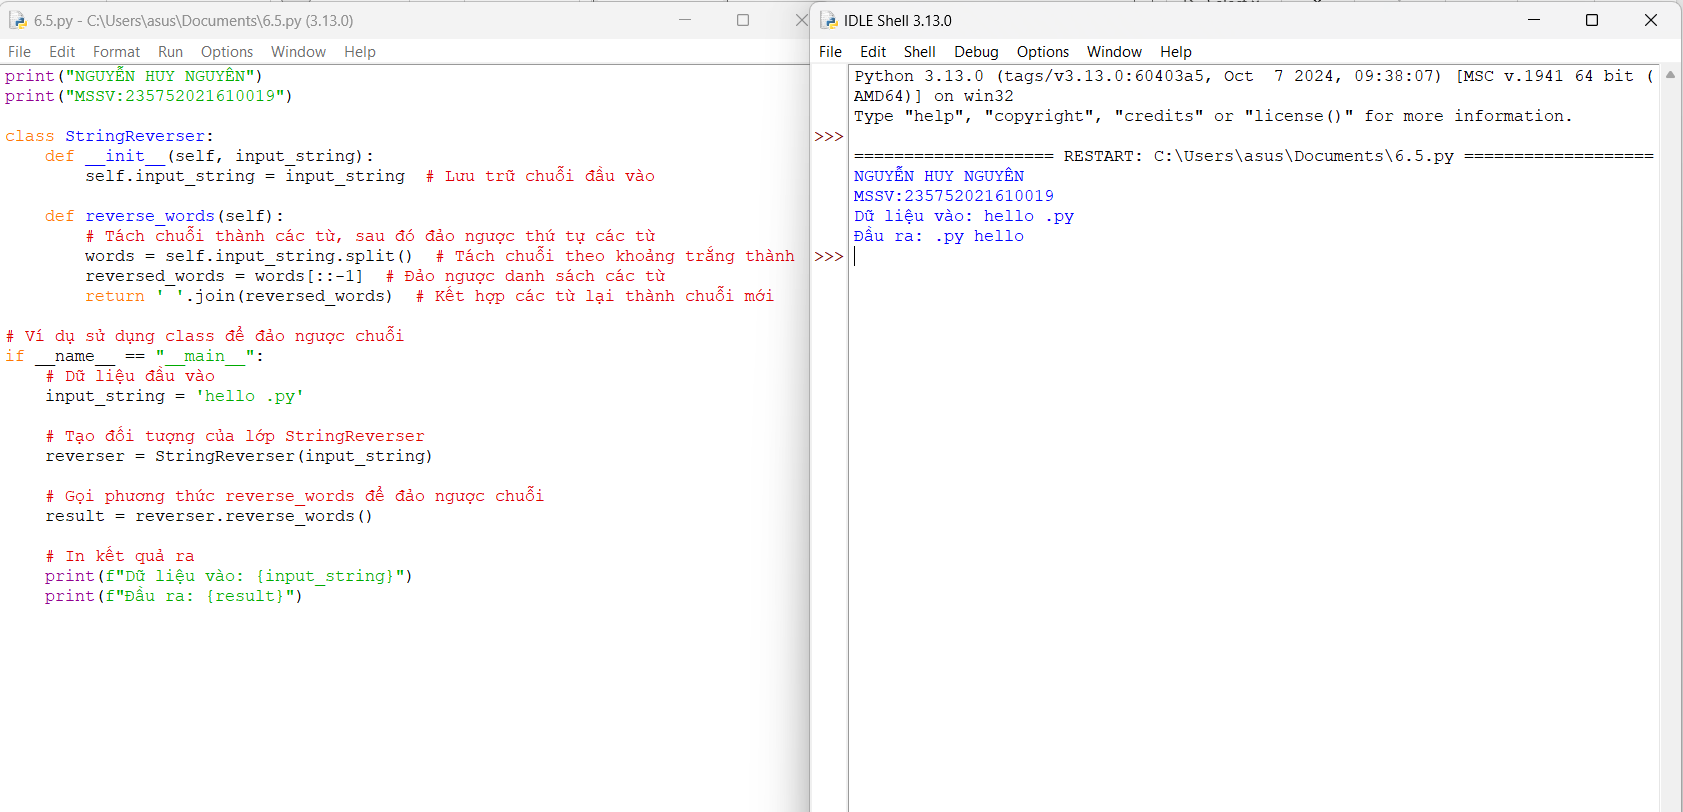 6.5.py - C:\Users\asus\Documents\6.5.py (3.13.0)
File Edit Format Run Options Window Help
print("NGUYỄN HUY NGUYÊN")
print("MSSV:235752021610019")
class StringReverser:
    def __init__(self, input_string):
        self.input_string = input_string  # Lưu trữ chuỗi đầu vào
    def reverse_words(self):
        # Tách chuỗi thành các từ, sau đó đảo ngược thứ tự các từ
        words = self.input_string.split()  # Tách chuỗi theo khoảng trắng thành
        reversed_words = words[::-1]  # Đảo ngược danh sách các từ
        return ' '.join(reversed_words)  # Kết hợp các từ lại thành chuỗi mới
# Ví dụ sử dụng class để đảo ngược chuỗi
if __name__ == "__main__":
    # Dữ liệu đầu vào
    input_string = 'hello .py'
    # Tạo đối tượng của lớp StringReverser
    reverser = StringReverser(input_string)
    # Gọi phương thức reverse_words để đảo ngược chuỗi
    result = reverser.reverse_words()
    # In kết quả ra
    print(f"Dữ liệu vào: {input_string}")
    print(f"Đầu ra: {result}")
IDLE Shell 3.13.0
File Edit Shell Debug Options Window Help
Python 3.13.0 (tags/v3.13.0:60403a5, Oct  7 2024, 09:38:07) [MSC v.1941 64 bit (
AMD64)] on win32
Type "help", "copyright", "credits" or "license()" for more information.
>>>
==================== RESTART: C:\Users\asus\Documents\6.5.py ===================
NGUYỄN HUY NGUYÊN
MSSV:235752021610019
Dữ liệu vào: hello .py
Đầu ra: .py hello
>>>